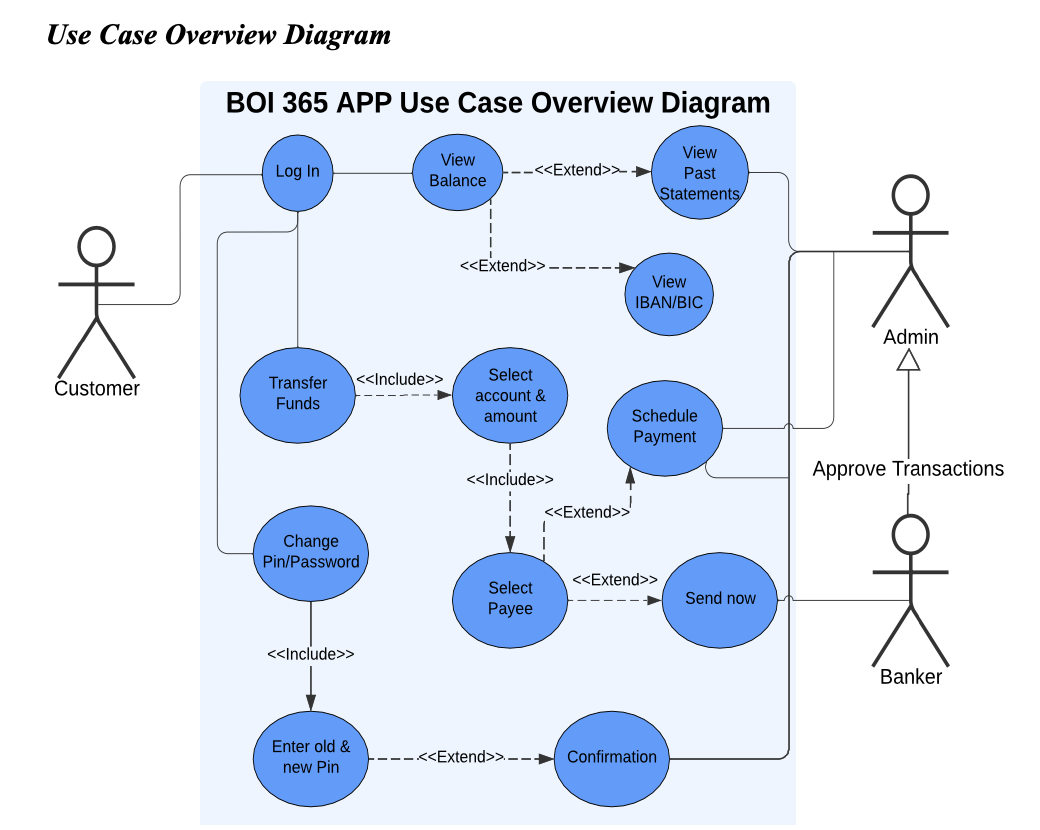 Use Case Overview Diagram
BOI 365 APP Use Case Overview Diagram
Log In
View
Balance
<<Extend>>
View
Past
Statements
<<Extend>>
View
IBAN/BIC
Customer
Admin
Transfer
Funds
<<Include>>
Select
account &
amount
Schedule
Payment
<<Include>>
Approve Transactions
<<Extend>>
Change
Pin/Password
Select
Payee
<<Extend>>
Send now
<<Include>>
Banker
Enter old &
new Pin
<<Extend>>
Confirmation